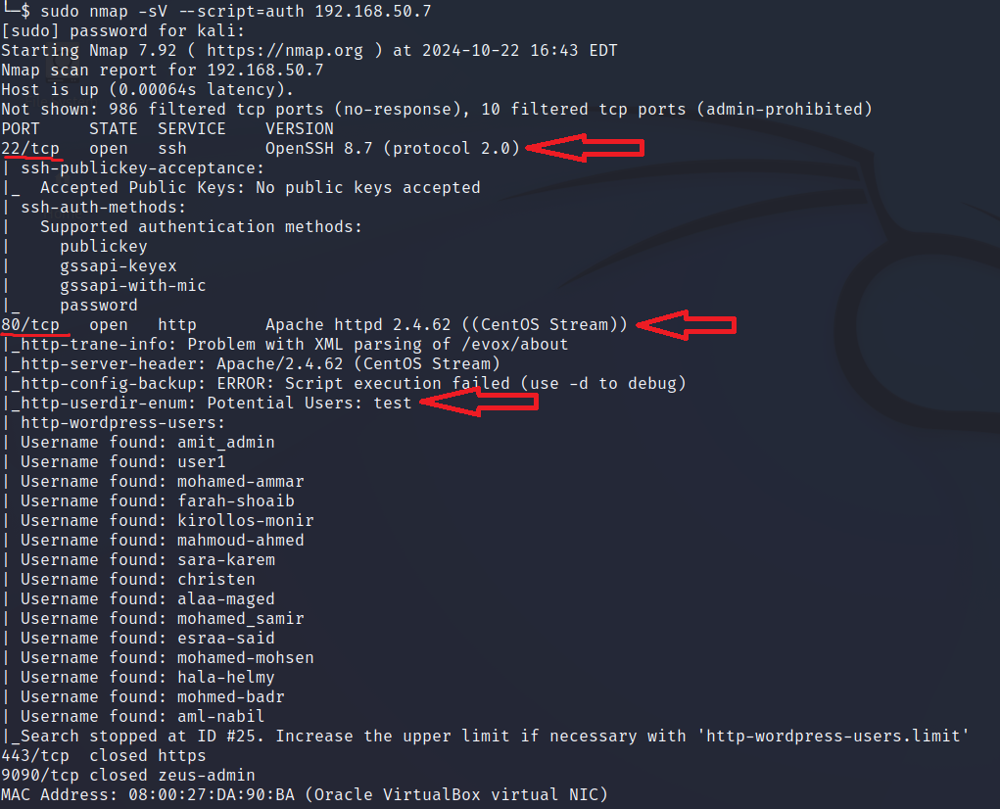 └─$ sudo nmap -sV --script=auth 192.168.50.7
[sudo] password for kali:
Starting Nmap 7.92 ( https://nmap.org ) at 2024-10-22 16:43 EDT
Nmap scan report for 192.168.50.7
Host is up (0.00064s latency).
Not shown: 986 filtered tcp ports (no-response), 10 filtered tcp ports (admin-prohibited)
PORT     STATE  SERVICE    VERSION
22/tcp   open   ssh        OpenSSH 8.7 (protocol 2.0)
| ssh-publickey-acceptance:
|_  Accepted Public Keys: No public keys accepted
| ssh-auth-methods:
|   Supported authentication methods:
|     publickey
|     gssapi-keyex
|     gssapi-with-mic
|_    password
80/tcp   open   http       Apache httpd 2.4.62 ((CentOS Stream))
|_http-trane-info: Problem with XML parsing of /evox/about
|_http-server-header: Apache/2.4.62 (CentOS Stream)
|_http-config-backup: ERROR: Script execution failed (use -d to debug)
|_http-userdir-enum: Potential Users: test
| http-wordpress-users:
| Username found: amit_admin
| Username found: user1
| Username found: mohamed-ammar
| Username found: farah-shoaib
| Username found: kirollos-monir
| Username found: mahmoud-ahmed
| Username found: sara-karem
| Username found: christen
| Username found: alaa-maged
| Username found: mohamed_samir
| Username found: esraa-said
| Username found: mohamed-mohsen
| Username found: hala-helmy
| Username found: mohmed-badr
| Username found: aml-nabil
|_Search stopped at ID #25. Increase the upper limit if necessary with 'http-wordpress-users.limit'
443/tcp  closed https
9090/tcp closed zeus-admin
MAC Address: 08:00:27:DA:90:BA (Oracle VirtualBox virtual NIC)